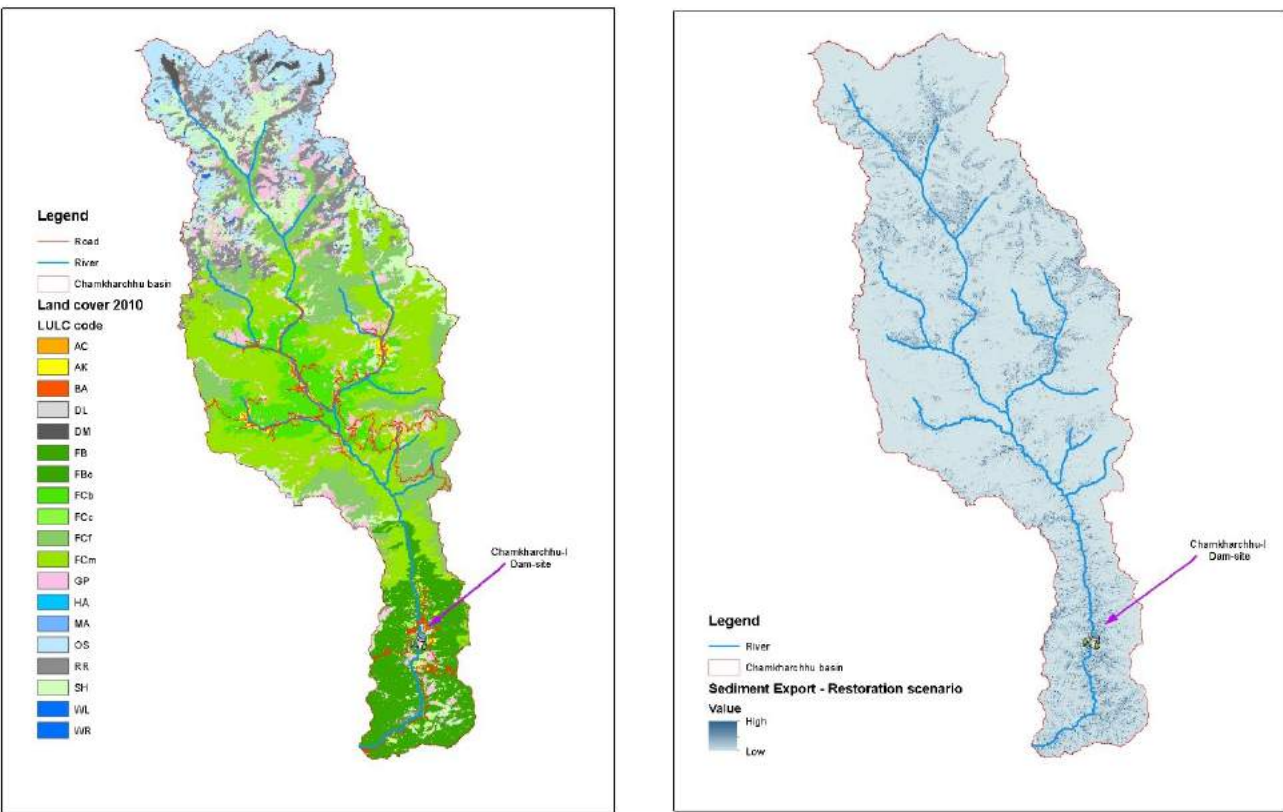 Legend
Road
River
Chamkharchhu basin
Land cover 2010
LULC code
AC
AK
BA
DL
DM
FB
FBc
FCb
FCc
FCf
FCm
GP
HA
MA
OS
RR
SH
WL
WR
Chamkharchhu-I
Dam-site
Chamkharchhu-I
Dam-site
Legend
River
Chamkharchhu basin
Sediment Export - Restoration scenario
Value
High
Low